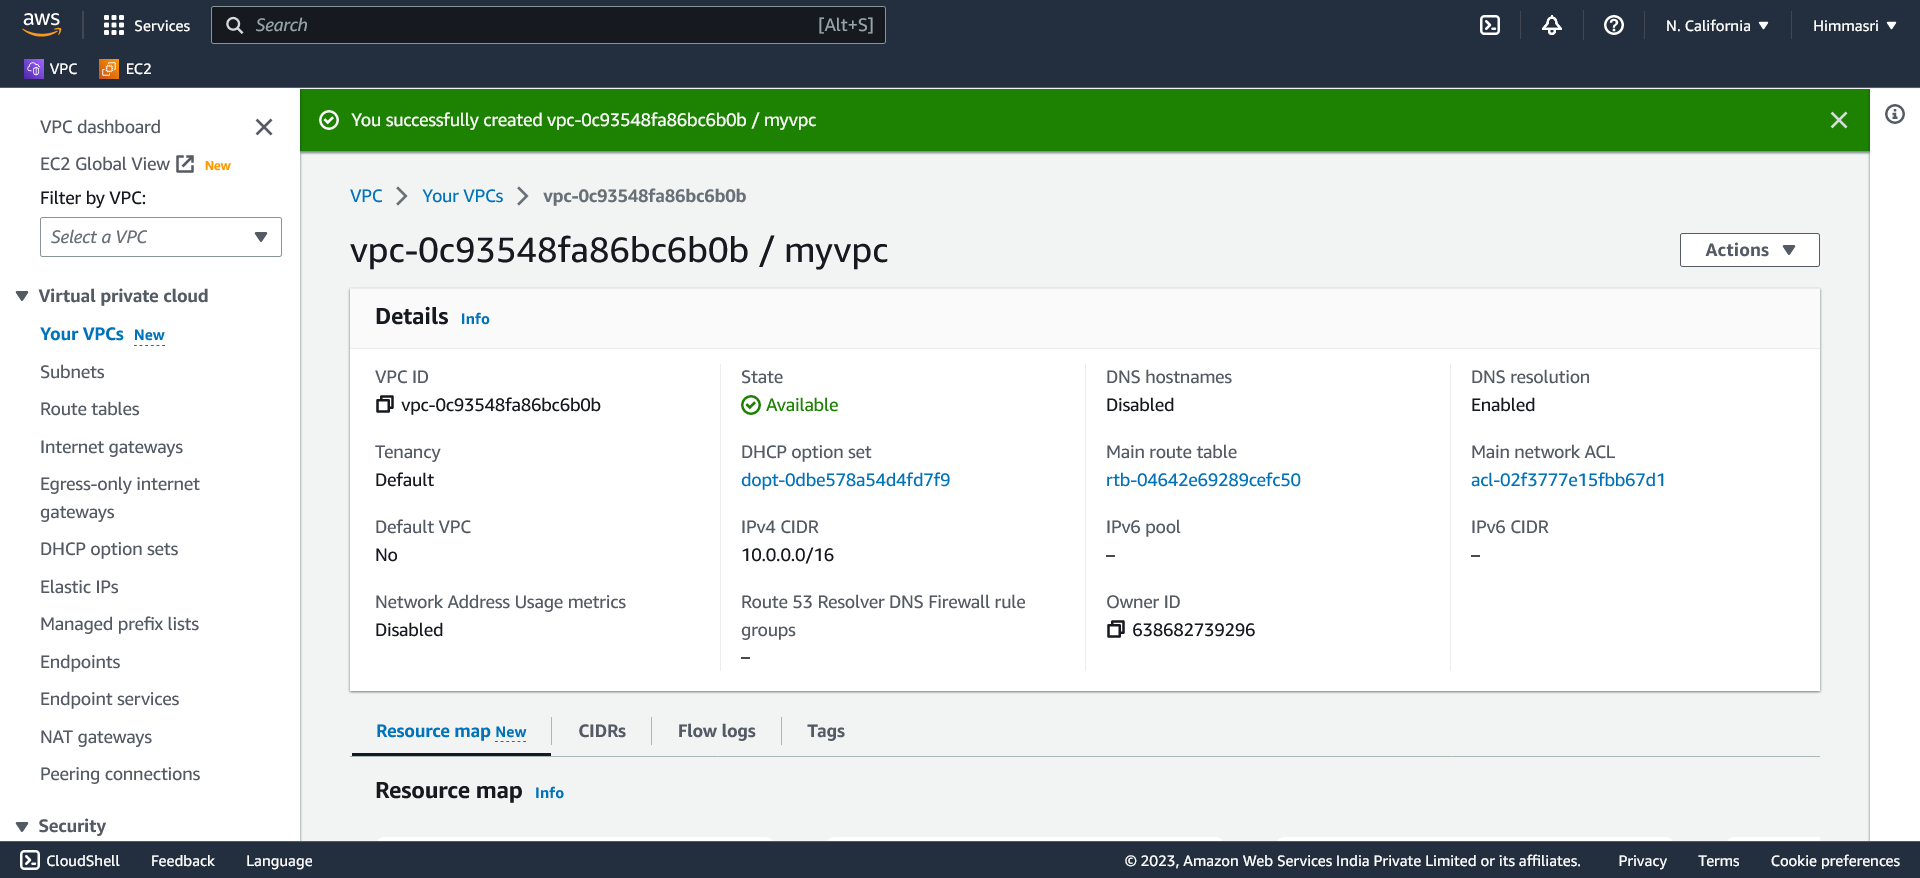 aws
Services
Search
[Alt+S]
N. California
Himmasri
VPC
EC2
VPC dashboard
EC2 Global View New
Filter by VPC:
Select a VPC
Virtual private cloud
Your VPCs New
Subnets
Route tables
Internet gateways
Egress-only internet
gateways
DHCP option sets
Elastic IPs
Managed prefix lists
Endpoints
Endpoint services
NAT gateways
Peering connections
Security
You successfully created vpc-0c93548fa86bc6b0b / myvpc
VPC
Your VPCs
vpc-0c93548fa86bc6b0b
vpc-0c93548fa86bc6b0b / myvpc
Actions
Details Info
VPC ID
vpc-0c93548fa86bc6b0b
State
Available
DNS hostnames
Disabled
DNS resolution
Enabled
Tenancy
Default
DHCP option set
dopt-0dbe578a54d4fd7f9
Main route table
rtb-04642e69289cefc50
Main network ACL
acl-02f3777e15fbb67d1
Default VPC
No
IPv4 CIDR
10.0.0.0/16
IPv6 pool
–
IPv6 CIDR
–
Network Address Usage metrics
Disabled
Route 53 Resolver DNS Firewall rule
groups
–
Owner ID
638682739296
Resource map New
CIDRs
Flow logs
Tags
Resource map Info
CloudShell
Feedback
Language
© 2023, Amazon Web Services India Private Limited or its affiliates.
Privacy
Terms
Cookie preferences